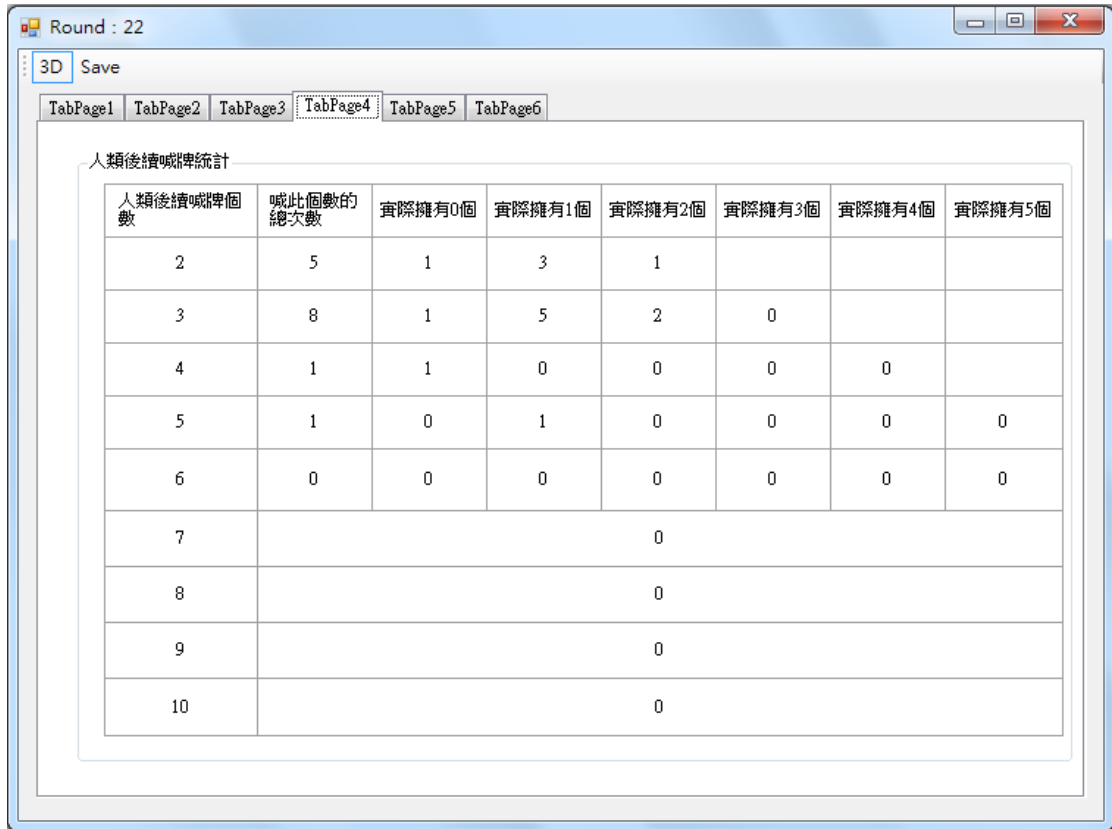 Round : 22
3D Save
TabPage1 TabPage2 TabPage3 TabPage4 TabPage5 TabPage6
人類後續喊牌統計
人類後續喊牌個數 喊此個數的總次數 實際擁有0個 實際擁有1個 實際擁有2個 實際擁有3個 實際擁有4個 實際擁有5個
2 5 1 3 1
3 8 1 5 2 0
4 1 1 0 0 0 0
5 1 0 1 0 0 0 0
6 0 0 0 0 0 0 0
7 0
8 0
9 0
10 0